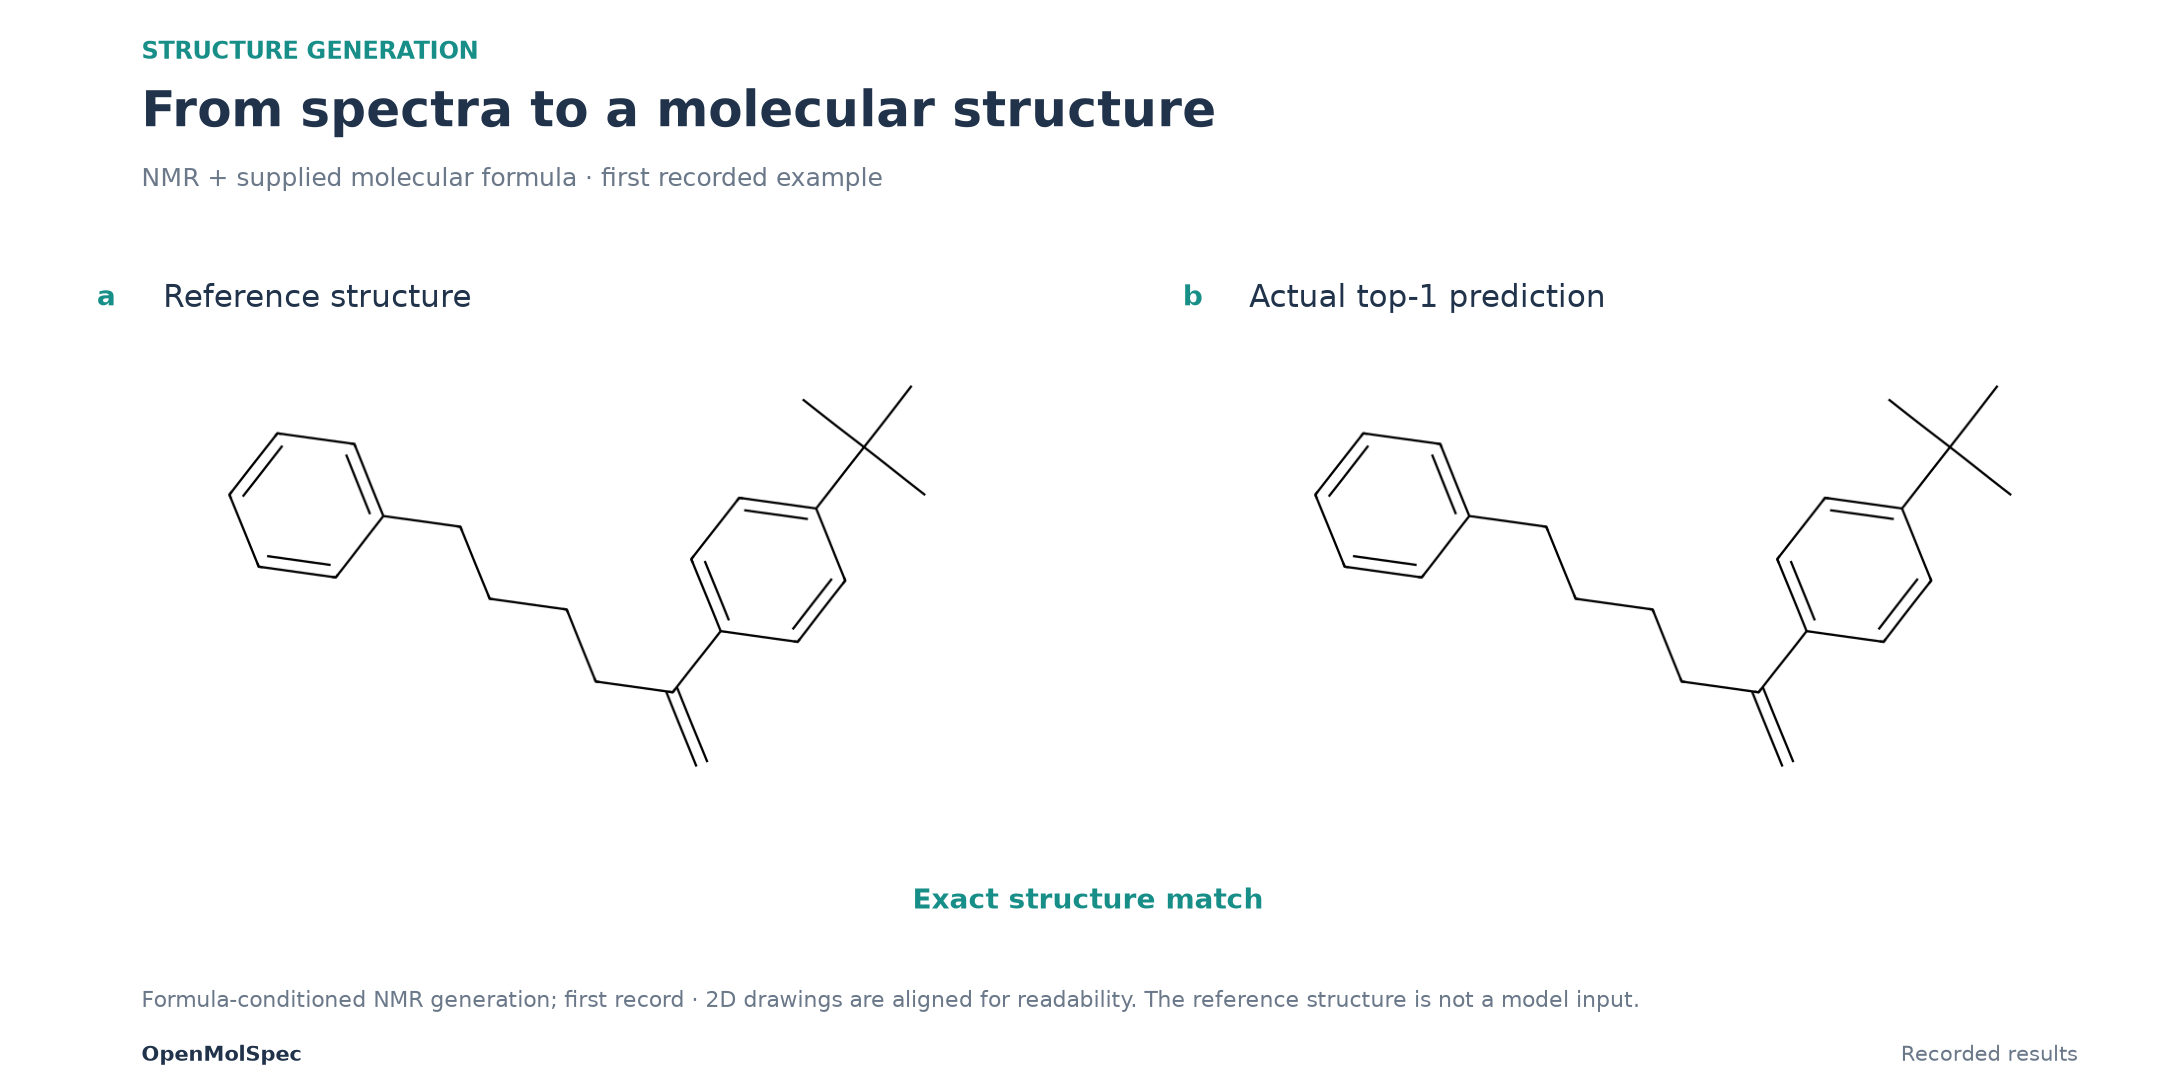 STRUCTURE GENERATION
From spectra to a molecular structure
NMR + supplied molecular formula · first recorded example
a Reference structure
b Actual top-1 prediction
Exact structure match
Formula-conditioned NMR generation; first record · 2D drawings are aligned for readability. The reference structure is not a model input.
OpenMolSpec
Recorded results